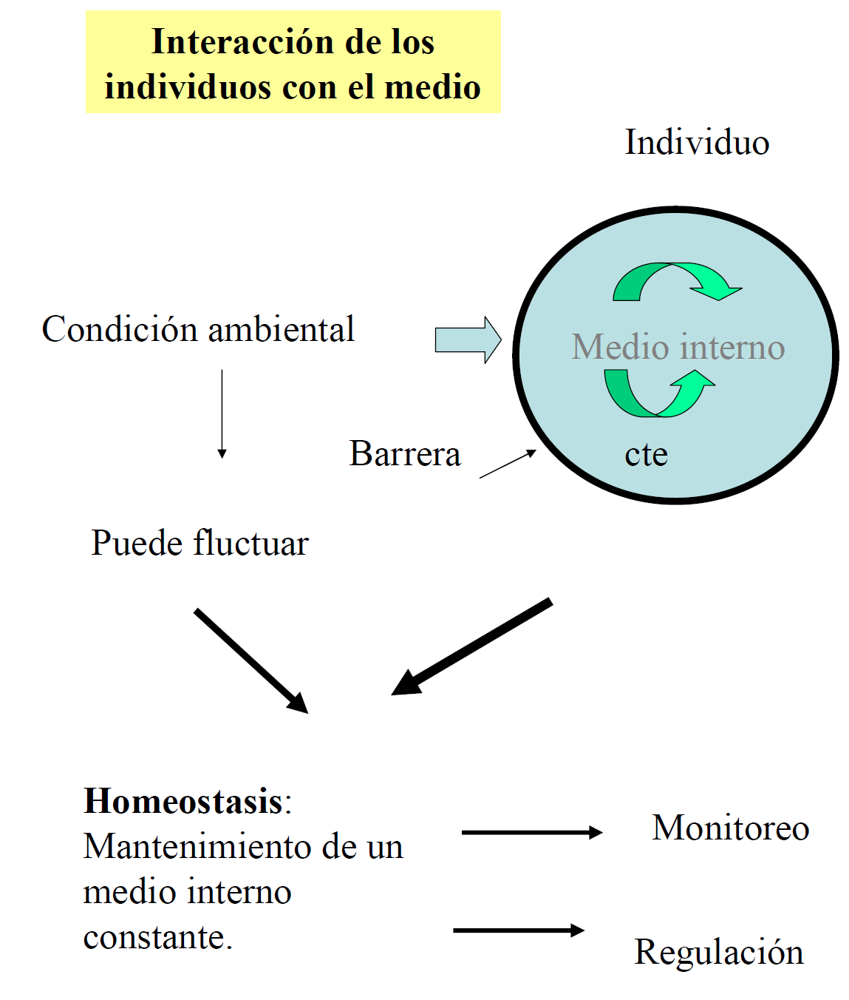 Interacción de los
individuos con el medio
Individuo
Condición ambiental
Medio interno
Barrera
cte
Puede fluctuar
Homeostasis:
Mantenimiento de un
medio interno
constante.
Monitoreo
Regulación